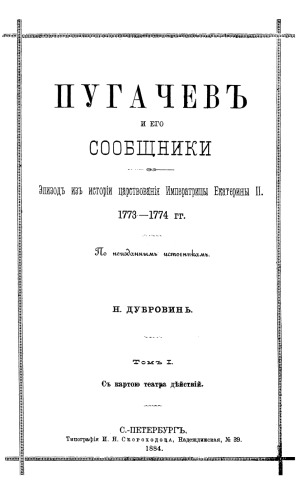 ПУГАЧЕВЪ
И ЕГО
СООБЩНИКИ
Эпизодъ изъ исторіи царствованія Императрицы Екатерины II.
1773—1774 гг.
По неизданнымъ источникамъ.
Н. ДУБРОВИНЪ.
Томъ I.
Съ картою театра дѣйствій.
С.-ПЕТЕРБУРГЪ.
Типографія И. Н. Скороходова, Надеждинская, № 39.
1884.